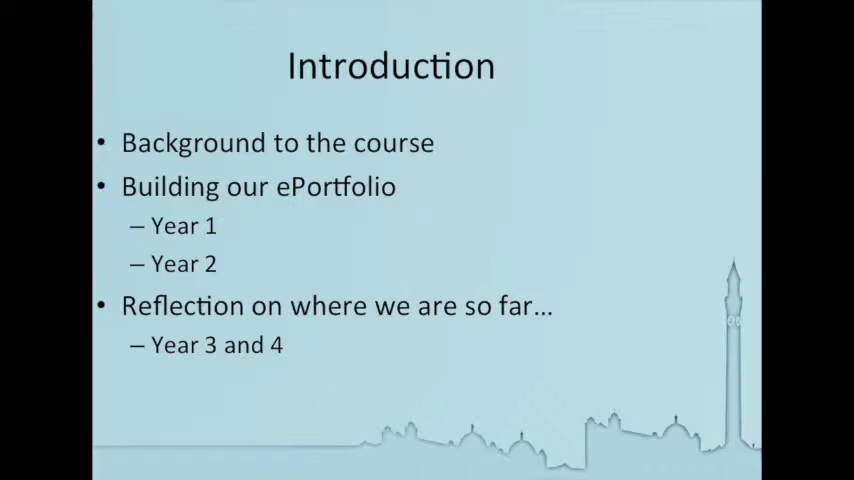 Introduction
• Background to the course
• Building our ePortfolio
– Year 1
– Year 2
• Reflection on where we are so far...
– Year 3 and 4